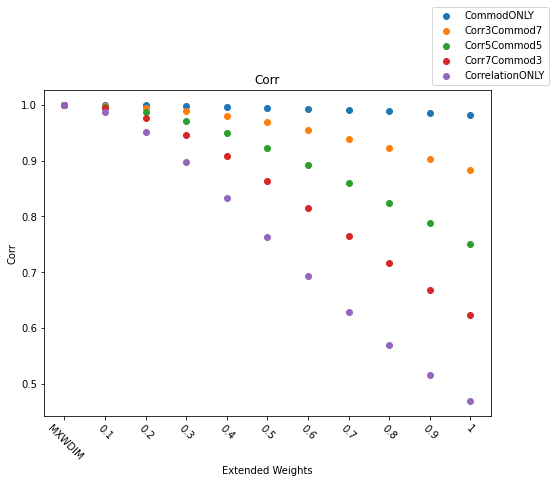 CommodONLY
Corr3Commod7
Corr5Commod5
Corr7Commod3
CorrelationONLY
Corr
1.0
0.9
0.8
0.7
0.6
0.5
Corr
MXWDIM
0.1
0.2
0.3
0.4
0.5
0.6
0.7
0.8
0.9
1
Extended Weights